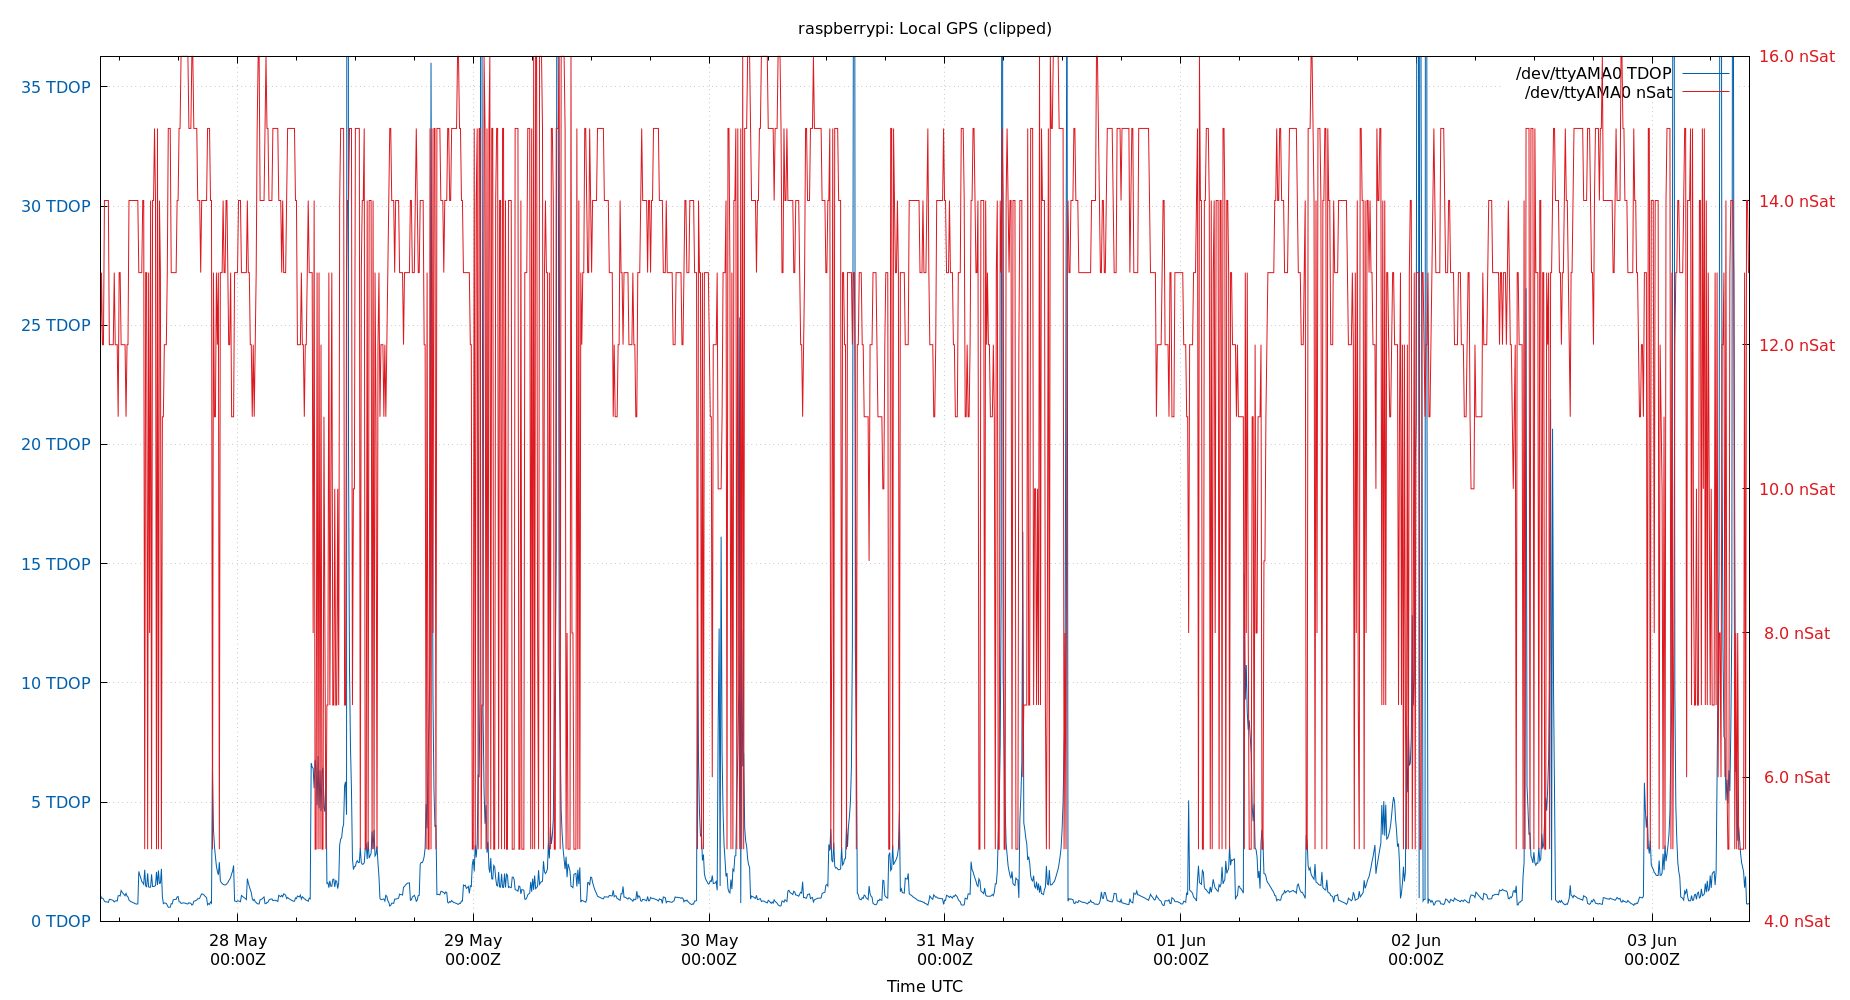 raspberrypi: Local GPS (clipped)
35 TDOP
30 TDOP
25 TDOP
20 TDOP
15 TDOP
10 TDOP
5 TDOP
0 TDOP
16.0 nSat
14.0 nSat
12.0 nSat
10.0 nSat
8.0 nSat
6.0 nSat
4.0 nSat
/dev/ttyAMA0 TDOP
/dev/ttyAMA0 nSat
28 May
00:00Z
29 May
00:00Z
30 May
00:00Z
31 May
00:00Z
01 Jun
00:00Z
02 Jun
00:00Z
03 Jun
00:00Z
Time UTC